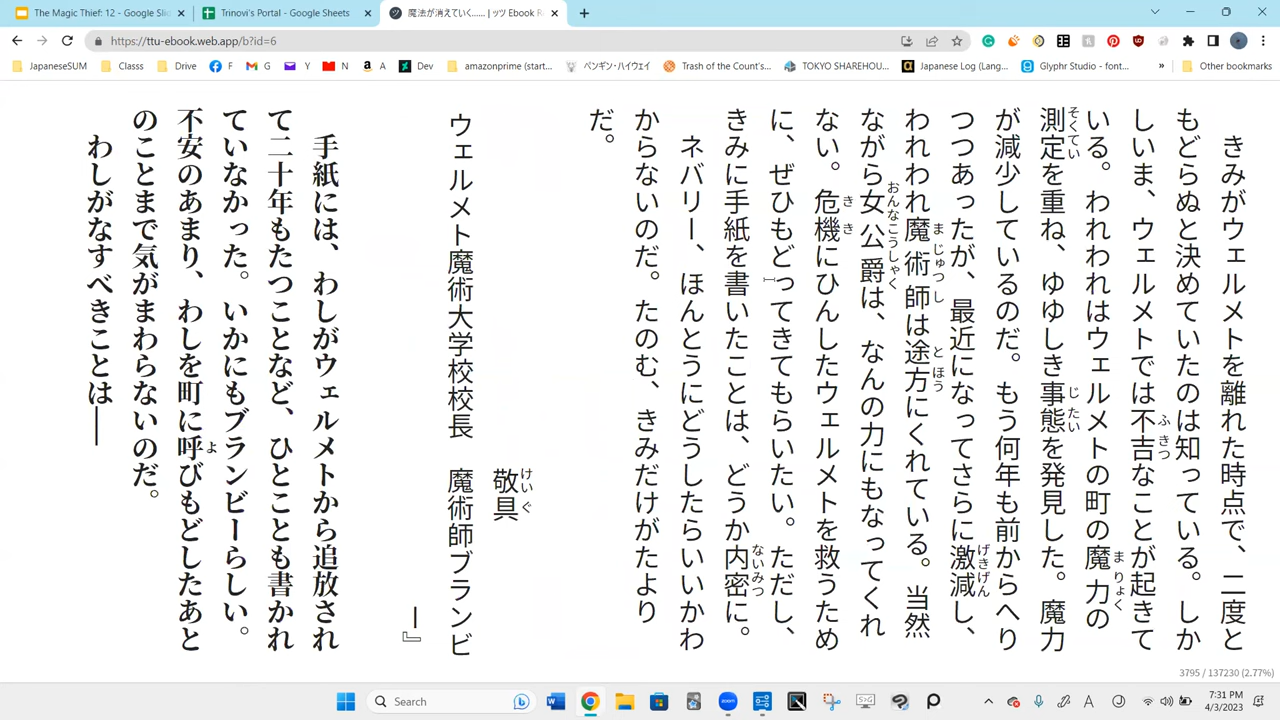 The Magic Thief: 12 - Google Slid
Trinovi's Portal - Google Sheets
魔法が消えていく...... | ッツ Ebook R
https://ttu-ebook.web.app/b?id=6
JapaneseSUM
Classs
Drive
F
G
Y
N
A
Dev
amazonprime (start...
ペンギン·ハイウェイ
Trash of the Count's...
TOKYO SHAREHOU...
Japanese Log (Lang...
Glyphr Studio - font...
Other bookmarks
きみがウェルメトを離れた時点で、二度と
もどらぬと決めていたのは知っている。しか
しいま、ウェルメトでは不吉なことが起きて
いる。われわれはウェルメトの町の魔力の
測定を重ね、ゆゆしき事態を発見した。魔力
が減少しているのだ。もう何年も前からへり
つつあったが、最近になってさらに激減し、
われわれ魔術師は途方にくれている。当然
ながら女公爵は、なんの力にもなってくれ
ない。危機にひんしたウェルメトを救うため
に、ぜひもどってきてもらいたい。ただし、
きみに手紙を書いたことは、どうか内密に。
ネバリー、ほんとうにどうしたらいいかわ
からないのだ。たのむ、きみだけがたより
だ。
敬具
ウェルメト魔術大学校校長　魔術師ブランビ
ー』
手紙には、わしがウェルメトから追放され
て二十年もたつことなど、ひとことも書かれ
ていなかった。いかにもブランビーらしい。
不安のあまり、わしを町に呼びもどしたあと
のことまで気がまわらないのだ。
わしがなすべきことは――
3795 / 137230 (2.77%)
Search
7:31 PM
4/3/2023